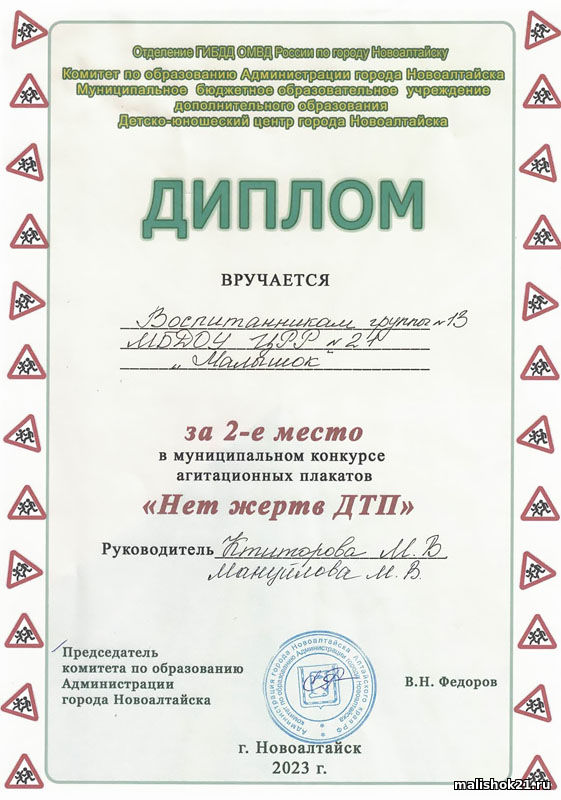 Отделение ГИБДД ОМВД России по городу Новоалтайску
Комитет по образованию Администрации города Новоалтайска
Муниципальное бюджетное образовательное учреждение
дополнительного образования
Детско-юношеский центр города Новоалтайска
ДИПЛОМ
ВРУЧАЕТСЯ
Воспитанникам группы №13
МБДОУ ЦРР №21
„Малышок"
за 2-е место
в муниципальном конкурсе
агитационных плакатов
«Нет жертв ДТП»
Руководитель Ктиторова М.В
Мануйлова М.В.
Председатель
комитета по образованию
Администрации
города Новоалтайска
В.Н. Федоров
г. Новоалтайск
2023 г.
malishok21.ru